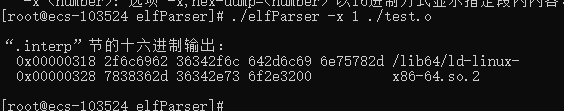 -x <number>: 选项 -x,hex-dump=<number>以16进制方式显示指定段内内容
[root@ecs-103524 elfParser]# ./elfParser -x 1 ./test.o
“.interp”节的十六进制输出:
0x00000318 2f6c6962 36342f6c 642d6c69 6e75782d /lib64/ld-linux-
0x00000328 7838362d 36342e73 6f2e3200 x86-64.so.2
[root@ecs-103524 elfParser]#